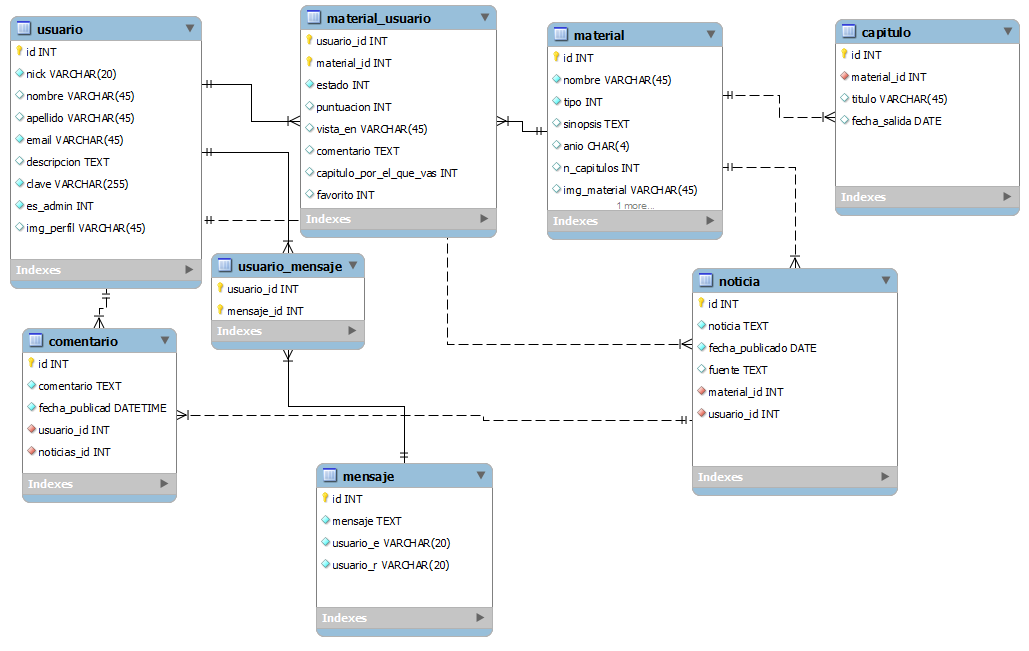 usuario
id INT
nick VARCHAR(20)
nombre VARCHAR(45)
apellido VARCHAR(45)
email VARCHAR(45)
descripcion TEXT
clave VARCHAR(255)
es_admin INT
img_perfil VARCHAR(45)
Indexes
material_usuario
usuario_id INT
material_id INT
estado INT
puntuacion INT
vista_en VARCHAR(45)
comentario TEXT
capitulo_por_el_que_vas INT
favorito INT
Indexes
material
id INT
nombre VARCHAR(45)
tipo INT
sinopsis TEXT
anio CHAR(4)
n_capitulos INT
img_material VARCHAR(45)
1 more...
Indexes
capitulo
id INT
material_id INT
titulo VARCHAR(45)
fecha_salida DATE
Indexes
usuario_mensaje
usuario_id INT
mensaje_id INT
Indexes
noticia
id INT
noticia TEXT
fecha_publicado DATE
fuente TEXT
material_id INT
usuario_id INT
Indexes
comentario
id INT
comentario TEXT
fecha_publicad DATETIME
usuario_id INT
noticias_id INT
Indexes
mensaje
id INT
mensaje TEXT
usuario_e VARCHAR(20)
usuario_r VARCHAR(20)
Indexes